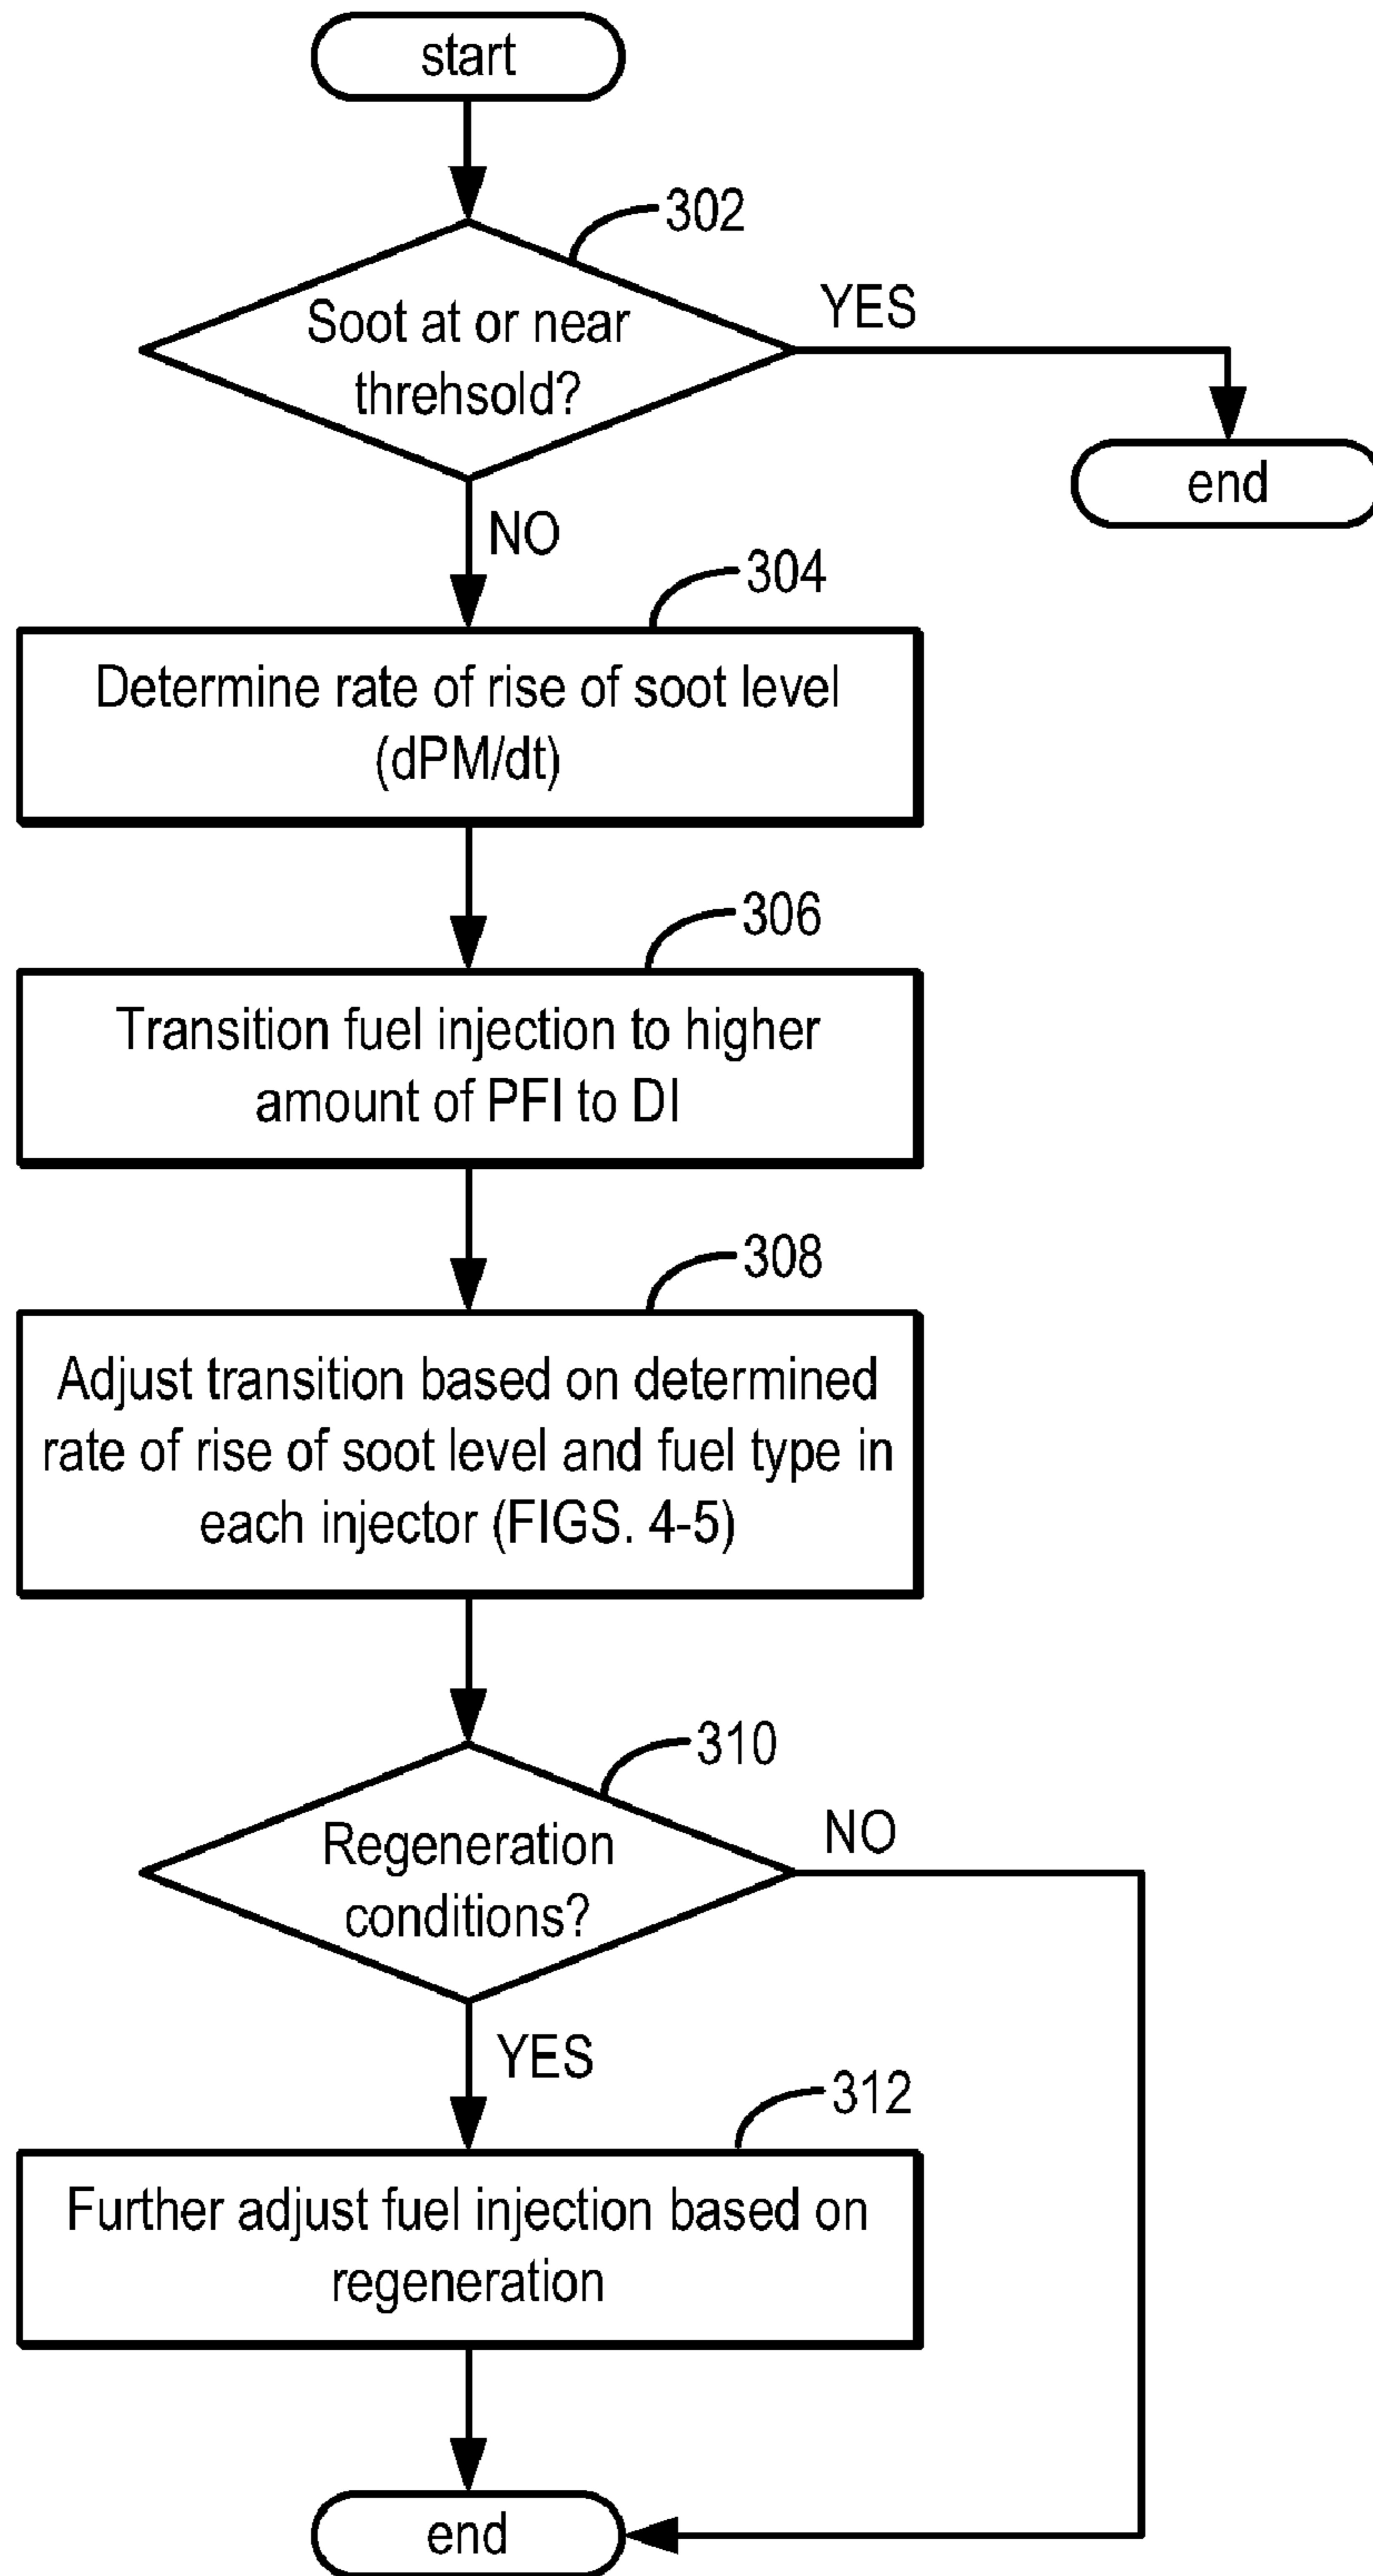 start
302
Soot at or near
threhsold?
YES
end
NO
304
Determine rate of rise of soot level
(dPM/dt)
306
Transition fuel injection to higher
amount of PFI to DI
308
Adjust transition based on determined
rate of rise of soot level and fuel type in
each injector (FIGS. 4-5)
310
Regeneration
conditions?
NO
YES
312
Further adjust fuel injection based on
regeneration
end